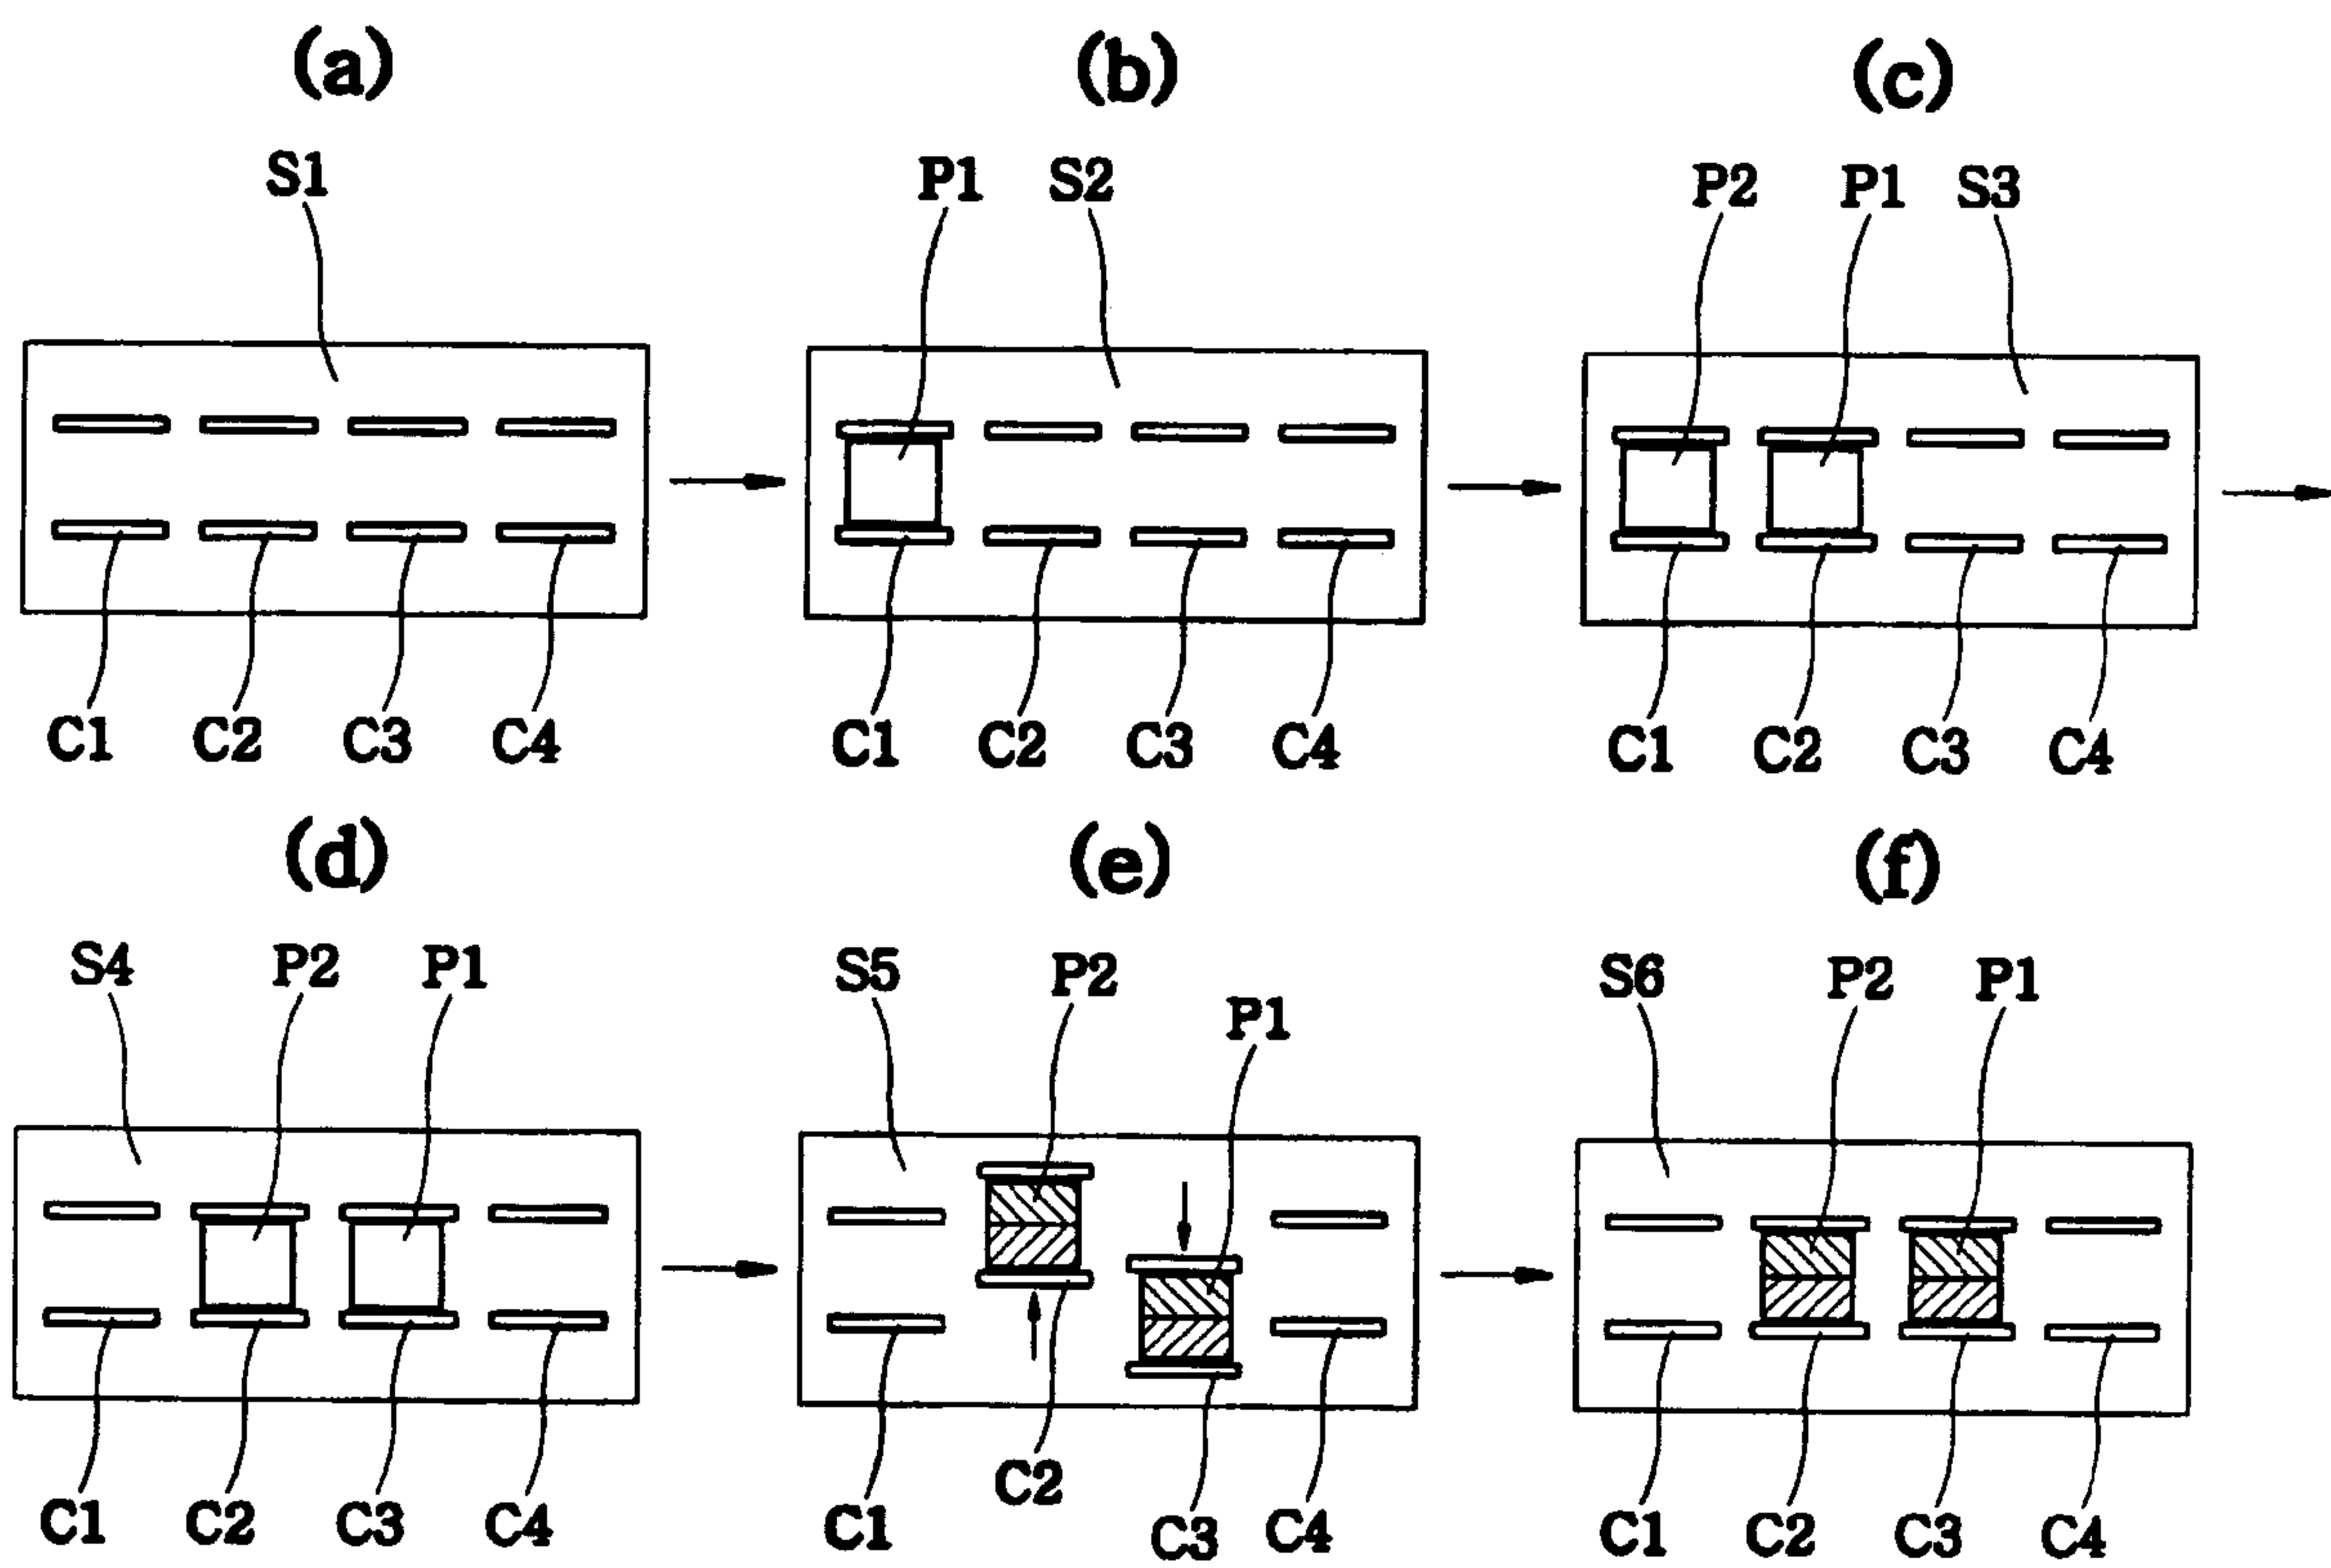 (a) (b) (c)
S1 P1 S2 P2 P1 S3
C1 C2 C3 C4 C1 C2 C3 C4 C1 C2 C3 C4
(d) (e) (f)
S4 P2 P1 S5 P2 P1 S6 P2 P1
C1 C2 C3 C4 C1 C2 C3 C4 C1 C2 C3 C4